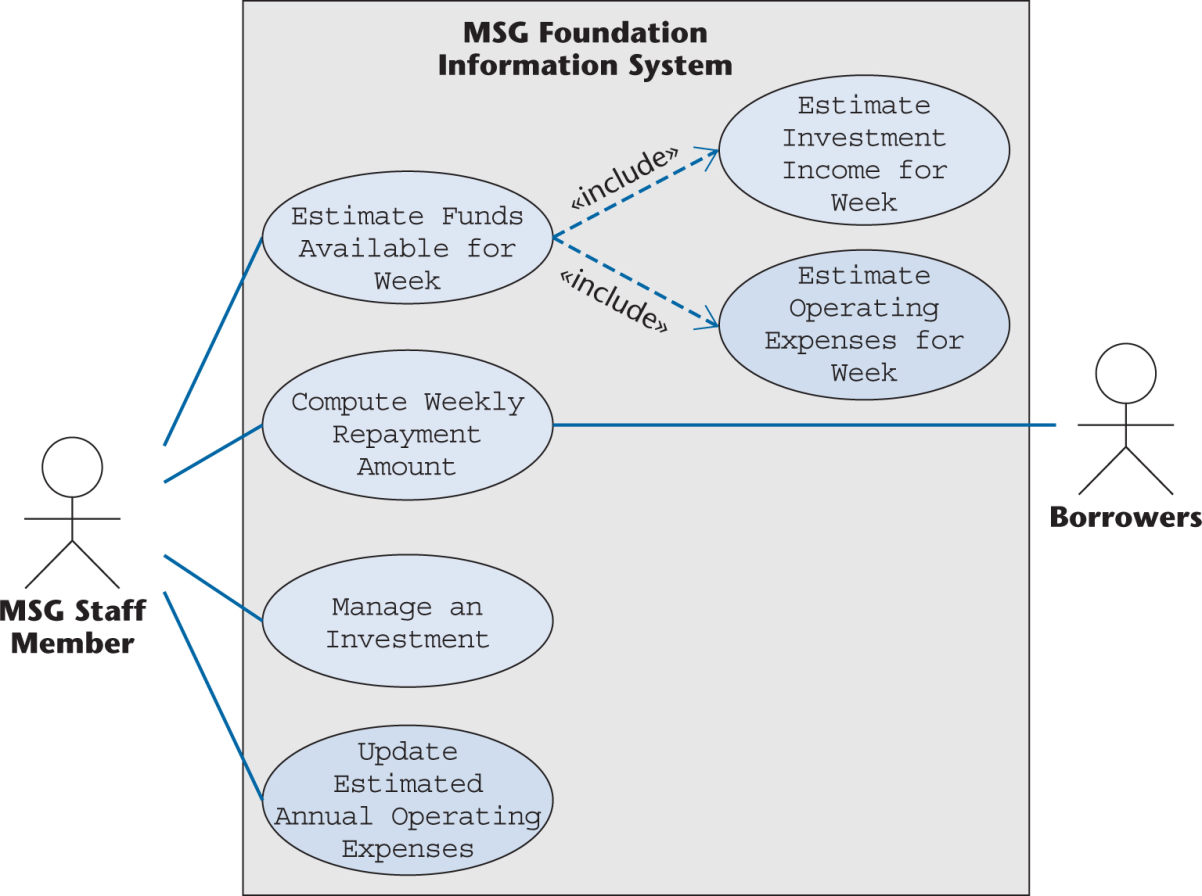 MSG Foundation
Information System
Estimate
Investment
Income for
Week
«include»
Estimate Funds
Available for
Week
«include»
Estimate
Operating
Expenses for
Week
Compute Weekly
Repayment
Amount
Borrowers
MSG Staff
Member
Manage an
Investment
Update
Estimated
Annual Operating
Expenses